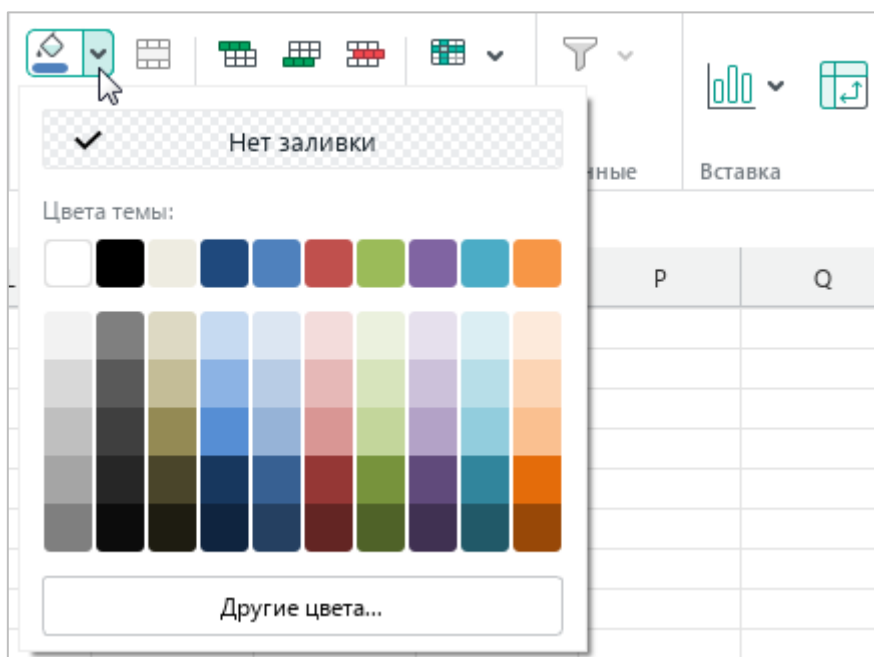 Нет заливки
нные
Вставка
Цвета темы:
P
Q
Другие цвета...